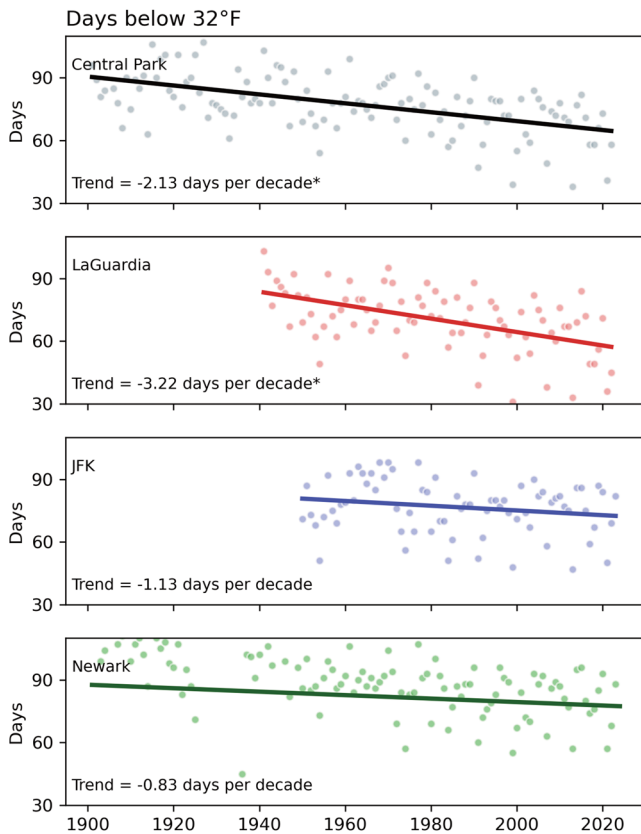 Days below 32°F
Central Park
90
Days
60
Trend = -2.13 days per decade*
30
LaGuardia
90
Days
60
Trend = -3.22 days per decade*
30
JFK
90
Days
60
Trend = -1.13 days per decade
30
Newark
90
Days
60
Trend = -0.83 days per decade
30
1900 1920 1940 1960 1980 2000 2020